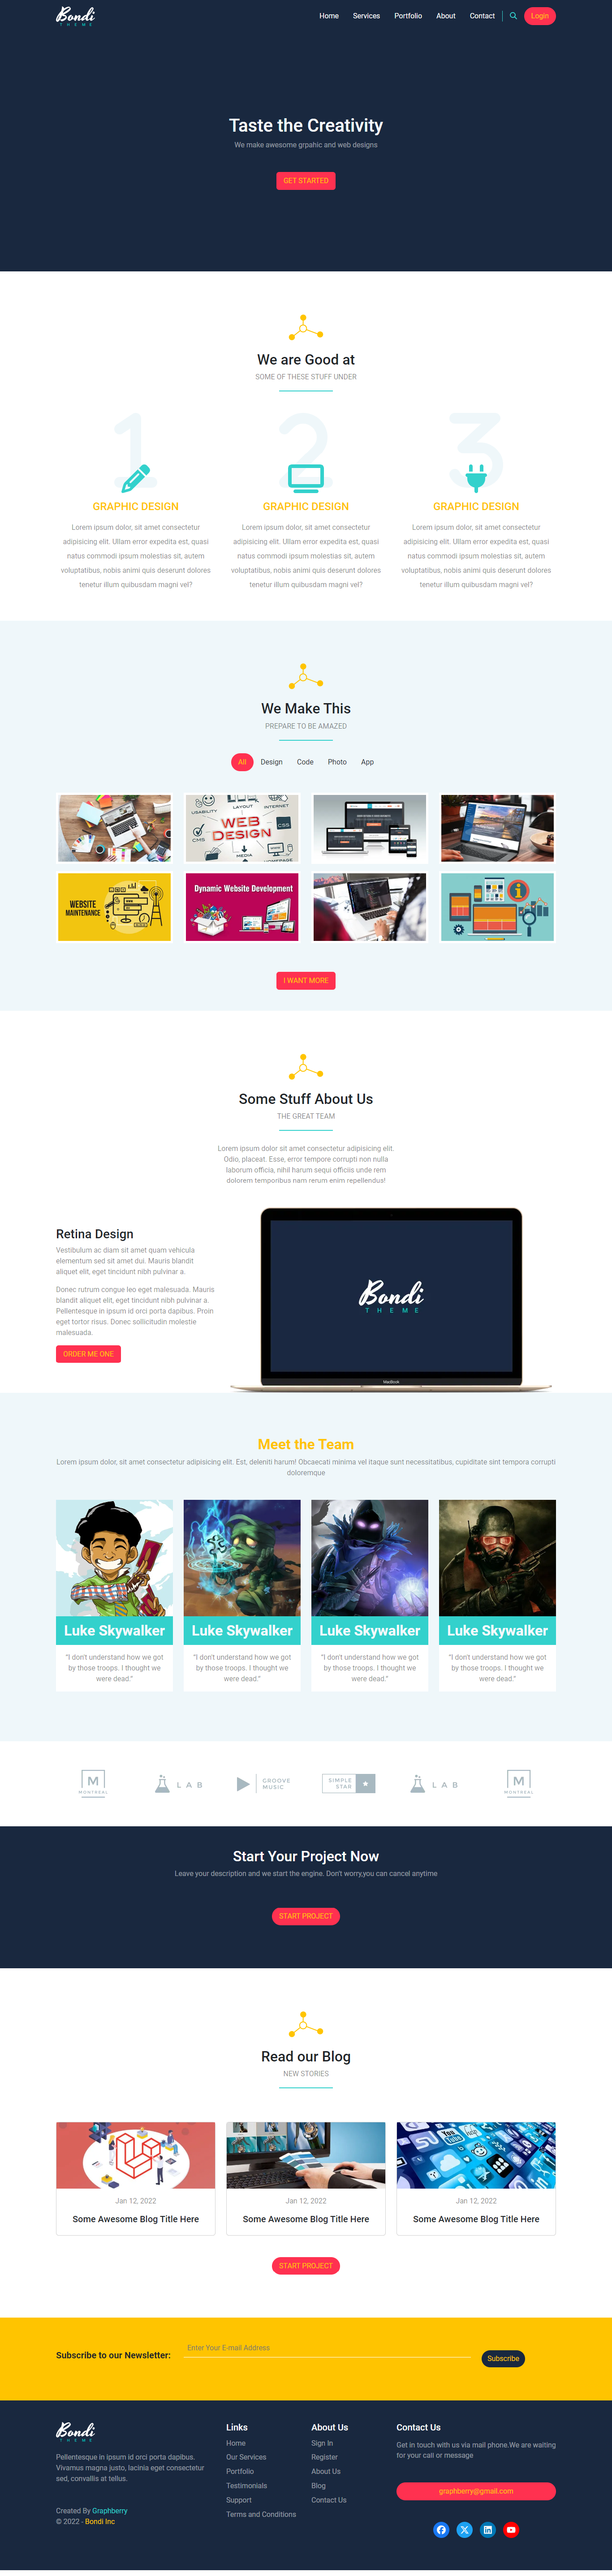 Bondi
THEME
Home Services Portfolio About Contact Login
Taste the Creativity
We make awesome grpahic and web designs
GET STARTED
We are Good at
SOME OF THESE STUFF UNDER
1 2 3
GRAPHIC DESIGN
Lorem ipsum dolor, sit amet consectetur
adipisicing elit. Ullam error expedita est, quasi
natus commodi ipsum molestias sit, autem
voluptatibus, nobis animi quis deserunt dolores
tenetur illum quibusdam magni vel?
GRAPHIC DESIGN
Lorem ipsum dolor, sit amet consectetur
adipisicing elit. Ullam error expedita est, quasi
natus commodi ipsum molestias sit, autem
voluptatibus, nobis animi quis deserunt dolores
tenetur illum quibusdam magni vel?
GRAPHIC DESIGN
Lorem ipsum dolor, sit amet consectetur
adipisicing elit. Ullam error expedita est, quasi
natus commodi ipsum molestias sit, autem
voluptatibus, nobis animi quis deserunt dolores
tenetur illum quibusdam magni vel?
We Make This
PREPARE TO BE AMAZED
All Design Code Photo App
LAYOUT INTERNET
USABILITY
WEB
DESIGN
CSS
CMS
MEDIA
HOMEPAGE
WEBSITE
MAINTENANCE
Dynamic Website Development
I WANT MORE
Some Stuff About Us
THE GREAT TEAM
Lorem ipsum dolor sit amet consectetur adipisicing elit.
Odio, placeat. Esse, error tempore corrupti non nulla
laborum officia, nihil harum sequi officiis unde rem
dolorem temporibus nam rerum enim repellendus!
Retina Design
Vestibulum ac diam sit amet quam vehicula
elementum sed sit amet dui. Mauris blandit
aliquet elit, eget tincidunt nibh pulvinar a.
Donec rutrum congue leo eget malesuada. Mauris
blandit aliquet elit, eget tincidunt nibh pulvinar a.
Pellentesque in ipsum id orci porta dapibus. Proin
eget tortor risus. Donec sollicitudin molestie
malesuada.
ORDER ME ONE
Bondi
THEME
MacBook
Meet the Team
Lorem ipsum dolor, sit amet consectetur adipisicing elit. Est, deleniti harum! Obcaecati minima vel itaque sunt necessitatibus, cupiditate sint tempora corrupti
doloremque
Luke Skywalker
"I don't understand how we got
by those troops. I thought we
were dead."
Luke Skywalker
"I don't understand how we got
by those troops. I thought we
were dead."
Luke Skywalker
"I don't understand how we got
by those troops. I thought we
were dead."
Luke Skywalker
"I don't understand how we got
by those troops. I thought we
were dead."
M
MONTREAL
LAB
GROOVE
MUSIC
SIMPLE
STAR
LAB
M
MONTREAL
Start Your Project Now
Leave your description and we start the engine. Don't worry,you can cancel anytime
START PROJECT
Read our Blog
NEW STORIES
Jan 12, 2022
Some Awesome Blog Title Here
Jan 12, 2022
Some Awesome Blog Title Here
Jan 12, 2022
Some Awesome Blog Title Here
START PROJECT
Subscribe to our Newsletter:
Enter Your E-mail Address
Subscribe
Bondi
THEME
Pellentesque in ipsum id orci porta dapibus.
Vivamus magna justo, lacinia eget consectetur
sed, convallis at tellus.
Created By Graphberry
© 2022 - Bondi Inc
Links
Home
Our Services
Portfolio
Testimonials
Support
Terms and Conditions
About Us
Sign In
Register
About Us
Blog
Contact Us
Contact Us
Get in touch with us via mail phone.We are waiting
for your call or message
graphberry@gmail.com